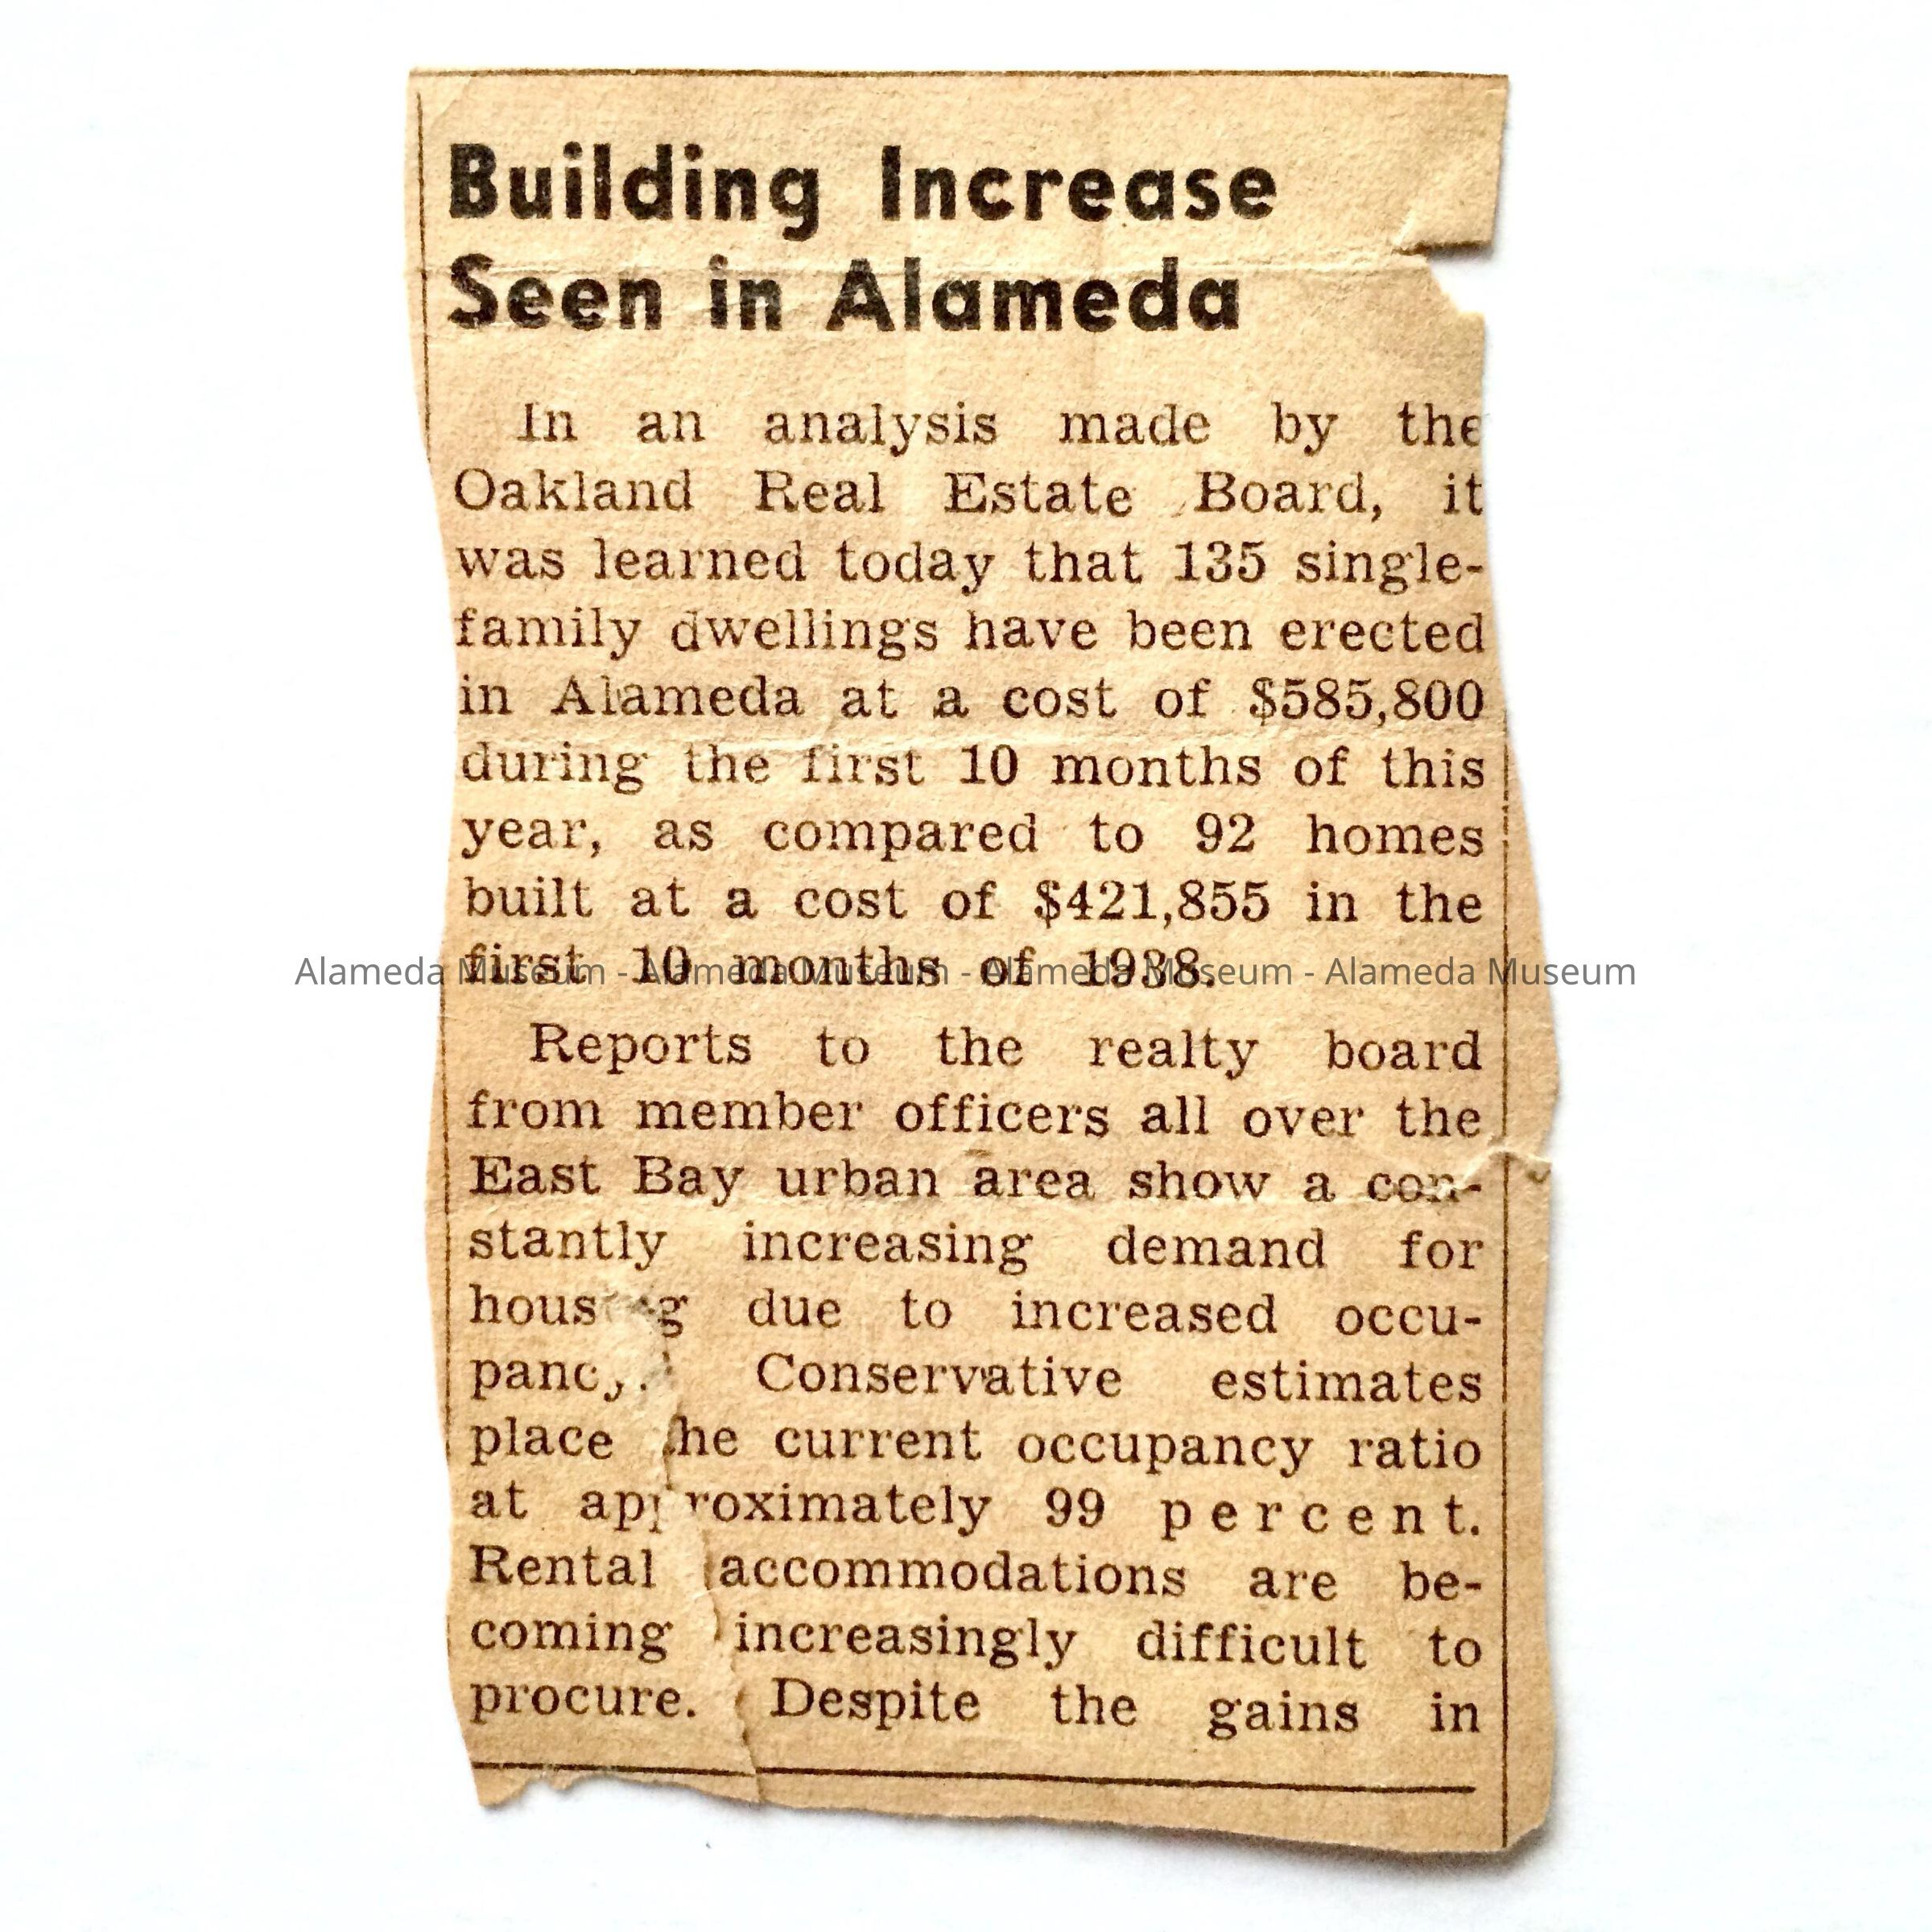 Building Increase
Seen in Alameda
In an analysis made by the
Oakland Real Estate Board, it
was learned today that 135 single-
family dwellings have been erected
in Alameda at a cost of $585,800
during the first 10 months of this
year, as compared to 92 homes
built at a cost of $421,855 in the
first 10 months of 1938.
Alameda Museum - Alameda Museum - Alameda Museum - Alameda Museum
Reports to the realty board
from member officers all over the
East Bay urban area show a con-
stantly increasing demand for
housing due to increased occu-
pancy. Conservative estimates
place the current occupancy ratio
at approximately 99 percent.
Rental accommodations are be-
coming increasingly difficult to
procure. Despite the gains in